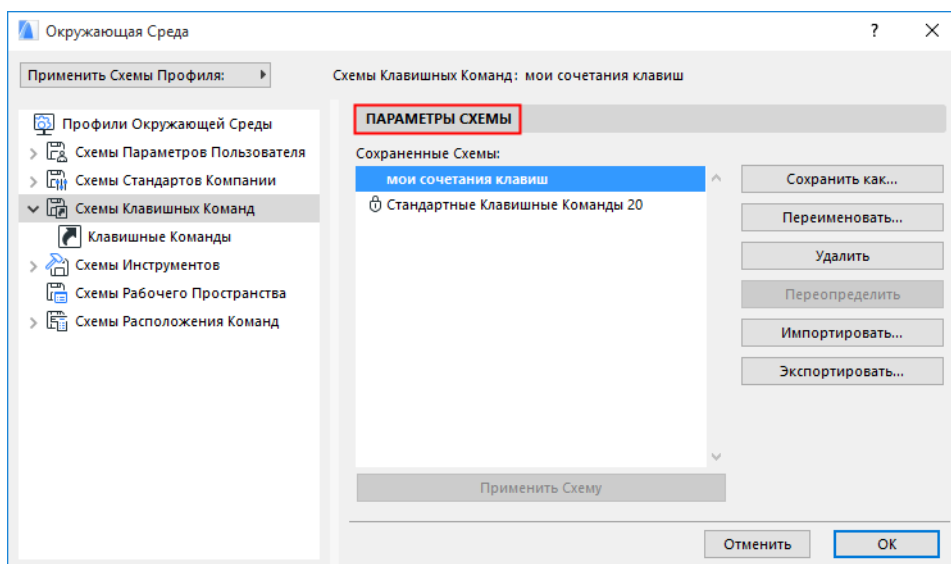 Окружающая Среда
?
Применить Схемы Профиля:
Схемы Клавишных Команд: мои сочетания клавиш
Профили Окружающей Среды
Схемы Параметров Пользователя
Схемы Стандартов Компании
Схемы Клавишных Команд
Клавишные Команды
Схемы Инструментов
Схемы Рабочего Пространства
Схемы Расположения Команд
ПАРАМЕТРЫ СХЕМЫ
Сохраненные Схемы:
мои сочетания клавиш
Стандартные Клавишные Команды 20
Сохранить как...
Переименовать...
Удалить
Переопределить
Импортировать...
Экспортировать...
Применить Схему
Отменить
ОК